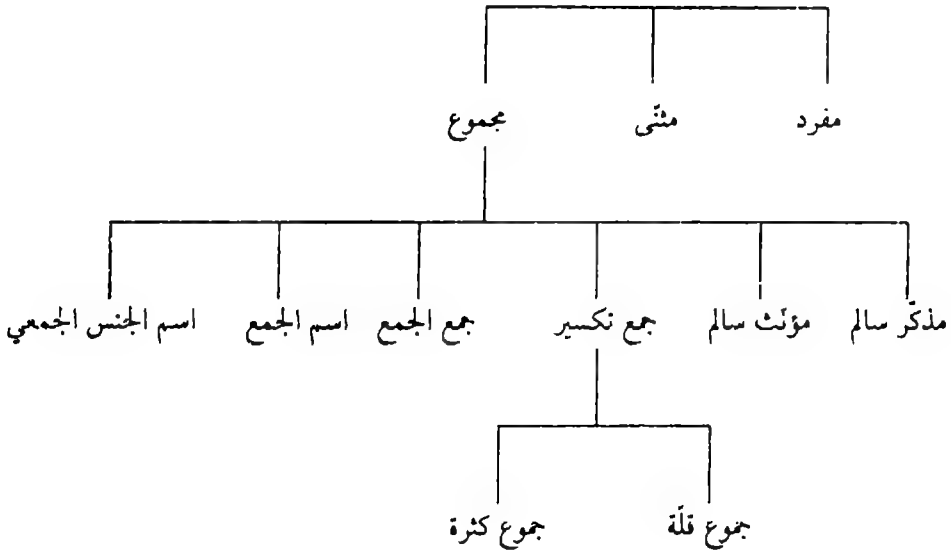 مفرد مثنّى مجموع
مذكّر سالم مؤنّث سالم جمع تكسير جمع الجمع اسم الجمع اسم الجنس الجمعي
جموع قلّة جموع كثرة